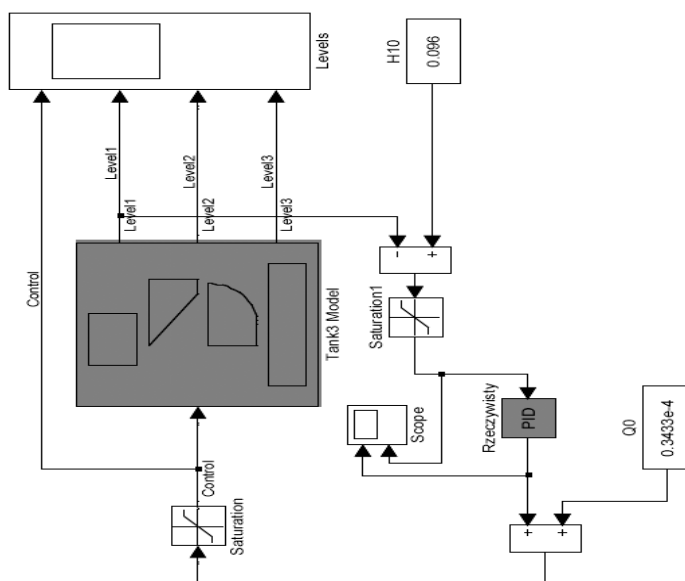 Control
Level1
Level1
Level2
Level2
Control
Level3
Level3
Saturation
Tank3 Model
Levels
Saturation1
H10
-
+
0.096
Scope
Rzeczywisty
PID
+
+
Q0
0.3433e-4